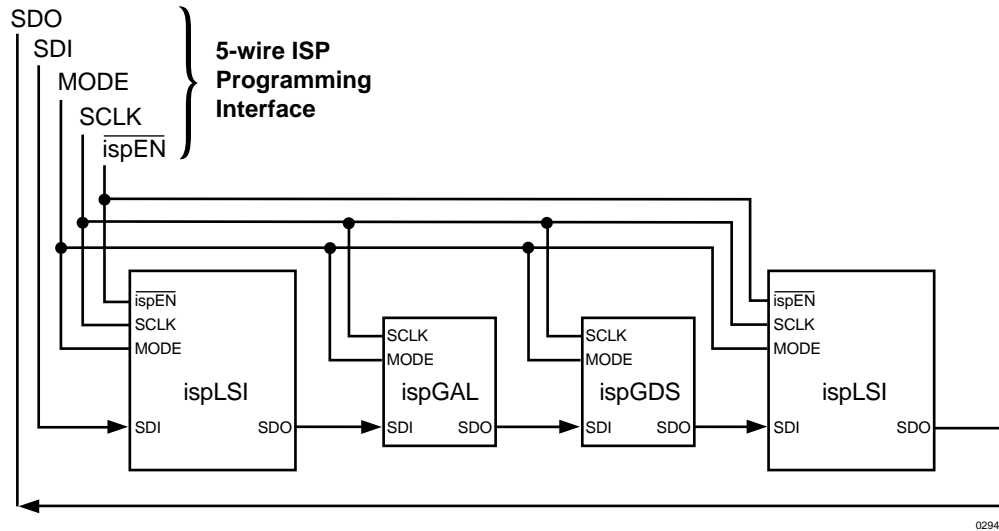 SDO
SDI
MODE
SCLK
ispEN
5-wire ISP
Programming
Interface
ispEN
SCLK
MODE
ispLSI
SDI
SDO
SCLK
MODE
ispGAL
SDI
SDO
SCLK
MODE
ispGDS
SDI
SDO
ispEN
SCLK
MODE
ispLSI
SDI
SDO
0294